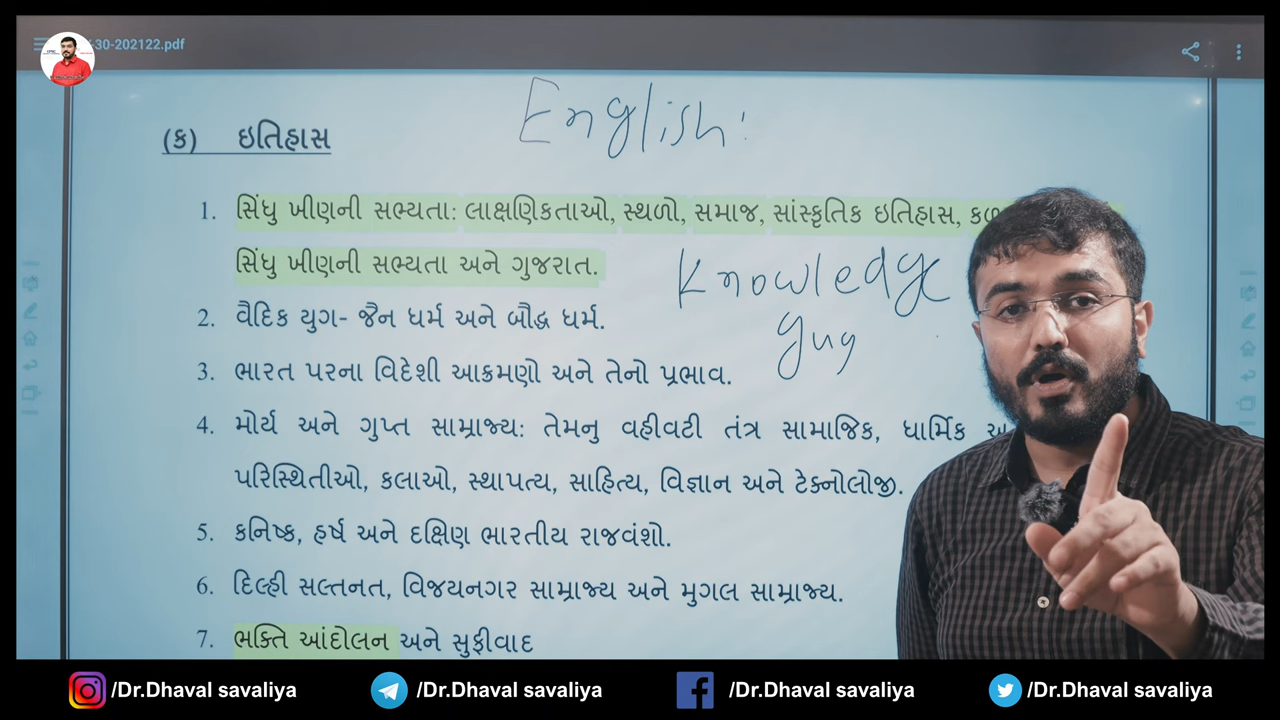 30-202122.pdf
English:
(ક) ઇતિહાસ
1. સિંધુ ખીણની સભ્યતા: લાક્ષણિકતાઓ, સ્થળો, સમાજ, સાંસ્કૃતિક ઇતિહાસ,
સિંધુ ખીણની સભ્યતા અને ગુજરાત.
Knowledge
yug
2. વૈદિક યુગ- જૈન ધર્મ અને બૌદ્ધ ધર્મ.
3. ભારત પરના વિદેશી આક્રમણો અને તેનો પ્રભાવ.
4. મોર્ય અને ગુપ્ત સામ્રાજ્ય: તેમનુ વહીવટી તંત્ર સામાજિક, ધાર્મિક
પરિસ્થિતીઓ, કલાઓ, સ્થાપત્ય, સાહિત્ય, વિજ્ઞાન અને ટેક્નોલોજી.
5. કનિષ્ક, હર્ષ અને દક્ષિણ ભારતીય રાજવંશો.
6. દિલ્હી સલ્તનત, વિજયનગર સામ્રાજ્ય અને મુગલ સામ્રાજ્ય.
7. ભક્તિ આંદોલન અને સુફીવાદ
/Dr.Dhaval savaliya /Dr.Dhaval savaliya /Dr.Dhaval savaliya /Dr.Dhaval savaliya